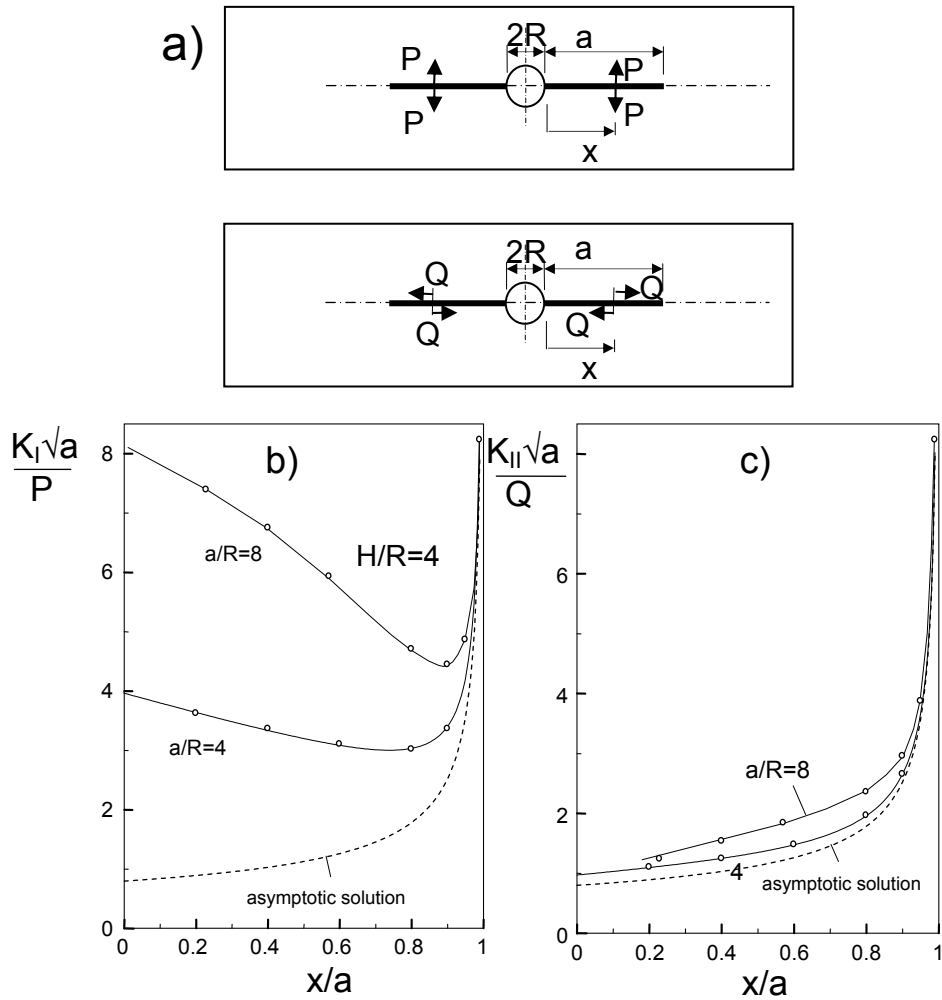 a)
2R a
P P
P P
x
2R a
Q Q
Q Q
x
K_I√a
P
b)
H/R=4
a/R=8
a/R=4
asymptotic solution
8
6
4
2
0
0 0.2 0.4 0.6 0.8 1
x/a
K_II√a
Q
c)
a/R=8
4
asymptotic solution
8
6
4
2
0
0 0.2 0.4 0.6 0.8 1
x/a